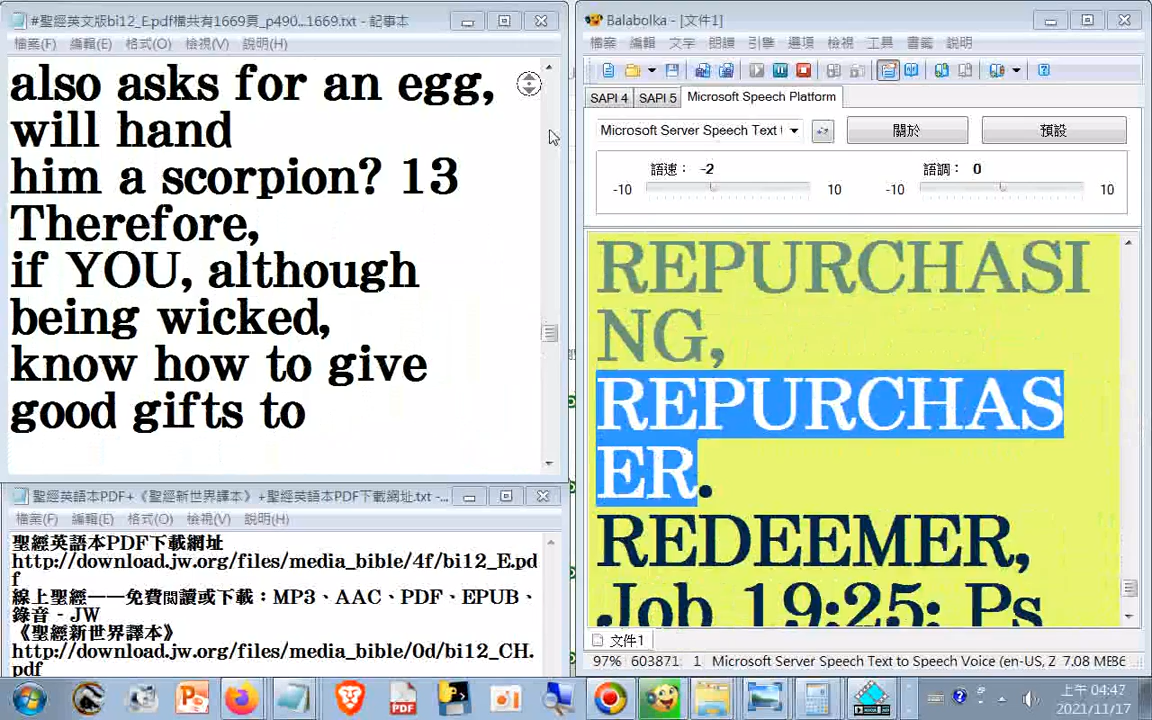 #聖經英文版bi12_E.pdf檔共有1669頁_p490...1669.txt - 記事本
檔案(F) 編輯(E) 格式(O) 檢視(V) 說明(H)
also asks for an egg,
will hand
him a scorpion? 13
Therefore,
if YOU, although
being wicked,
know how to give
good gifts to
聖經英語本PDF+《聖經新世界譯本》+聖經英語本PDF下載網址.txt -...
檔案(F) 編輯(E) 格式(O) 檢視(V) 說明(H)
聖經英語本PDF下載網址
http://download.jw.org/files/media_bible/4f/bi12_E.pd
f
線上聖經——免費閱讀或下載：MP3、AAC、PDF、EPUB、
錄音 - JW
《聖經新世界譯本》
http://download.jw.org/files/media_bible/0d/bi12_CH.
pdf
Balabolka - [文件1]
檔案 編輯 文字 朗讀 引擎 選項 檢視 工具 書籤 說明
SAPI 4 SAPI 5 Microsoft Speech Platform
Microsoft Server Speech Text 關於 預設
語速： -2 語調： 0
-10 10 -10 10
REPURCHASI
NG,
REPURCHAS
ER.
REDEEMER,
Job 19:25; Ps
文件1
97% 603871 1 Microsoft Server Speech Text to Speech Voice (en-US, Z 7.08 MB
上午 04:47
2021/11/17